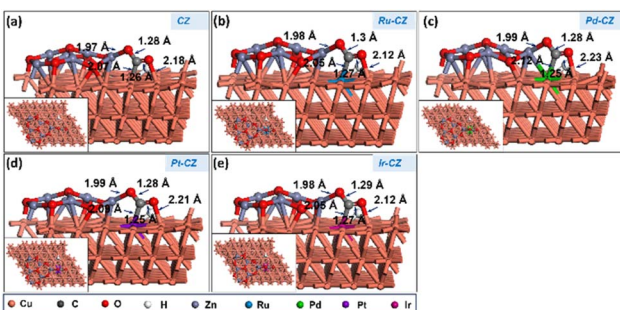 (a) CZ
1.97 Å 1.28 Å
2.07 Å 2.18 Å
1.26 Å
(b) Ru-CZ
1.98 Å 1.3 Å
2.05 Å 2.12 Å
1.27 Å
(c) Pd-CZ
1.99 Å 1.28 Å
2.12 Å 2.23 Å
1.25 Å
(d) Pt-CZ
1.99 Å 1.28 Å
2.09 Å 2.21 Å
1.25 Å
(e) Ir-CZ
1.98 Å 1.29 Å
2.05 Å 2.12 Å
1.27 Å
Cu C O H Zn Ru Pd Pt Ir